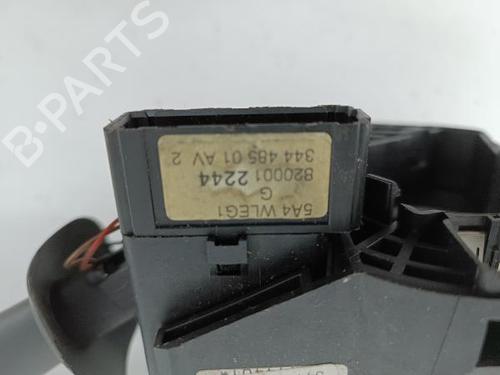 5A4 WLEG1
G
820001 2244
344 485 01 AV 2
B-PARTS